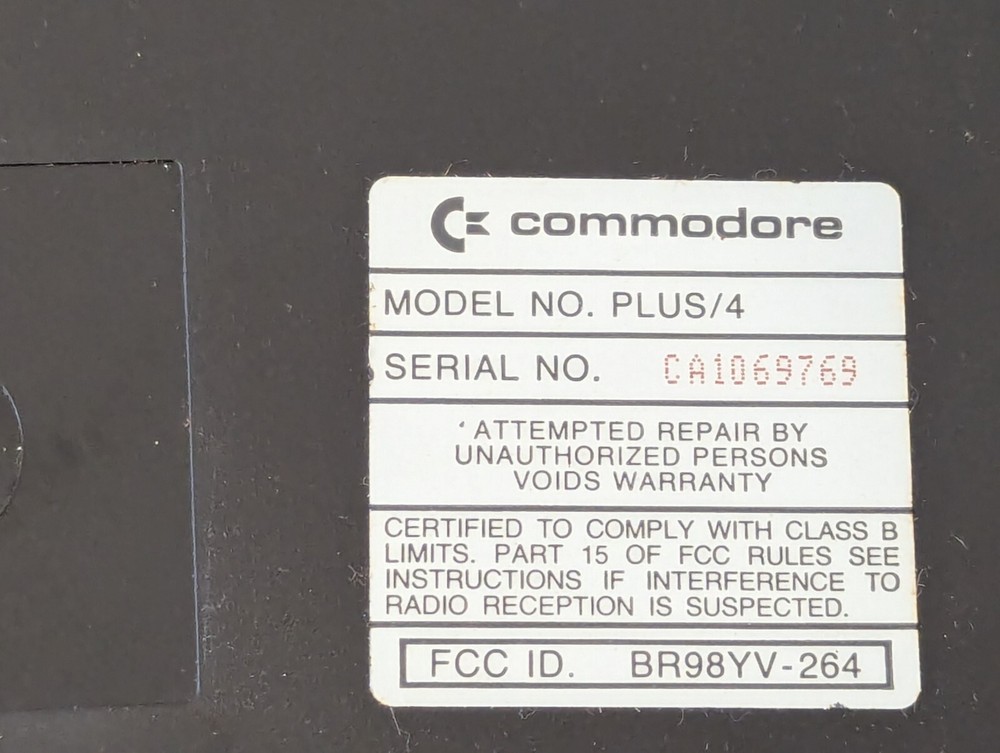 commodore
MODEL NO. PLUS/4
SERIAL NO. CA1069769
ATTEMPTED REPAIR BY
UNAUTHORIZED PERSONS
VOIDS WARRANTY
CERTIFIED TO COMPLY WITH CLASS B
LIMITS. PART 15 OF FCC RULES SEE
INSTRUCTIONS IF INTERFERENCE TO
RADIO RECEPTION IS SUSPECTED.
FCC ID. BR98YV-264